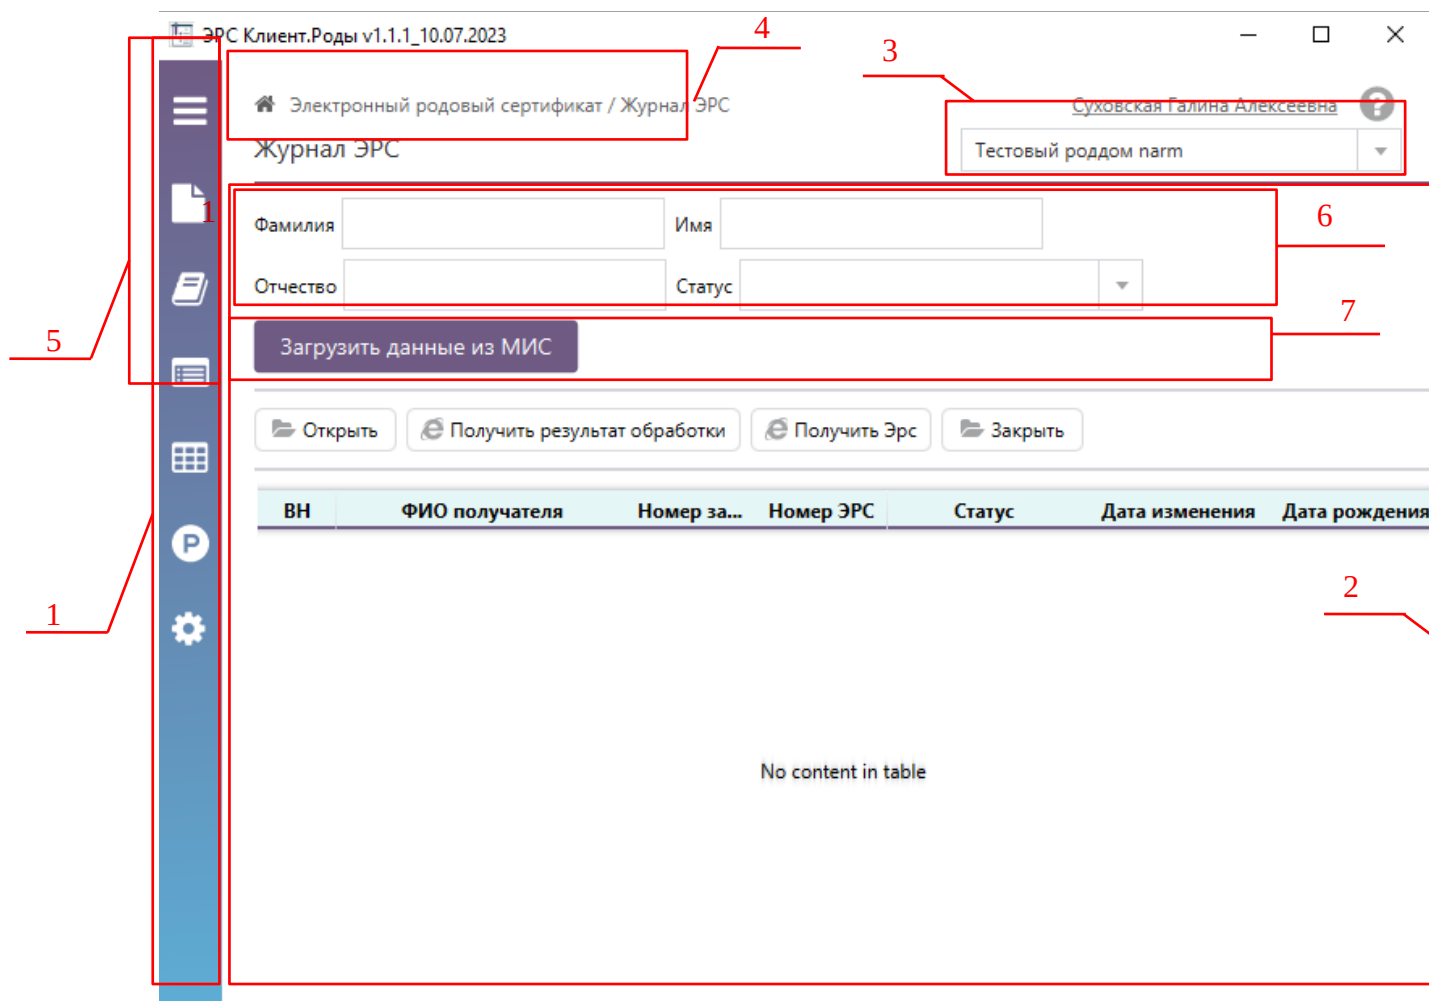 ЭРС Клиент.Роды v1.1.1_10.07.2023
4
3
Электронный родовый сертификат / Журнал ЭРС
Суховская Галина Алексеевна
?
Журнал ЭРС
Тестовый роддом narm
1
Фамилия
Имя
6
Отчество
Статус
7
5
Загрузить данные из МИС
Открыть
Получить результат обработки
Получить Эрс
Закрыть
ВН ФИО получателя Номер за... Номер ЭРС Статус Дата изменения Дата рождения
P
2
1
No content in table